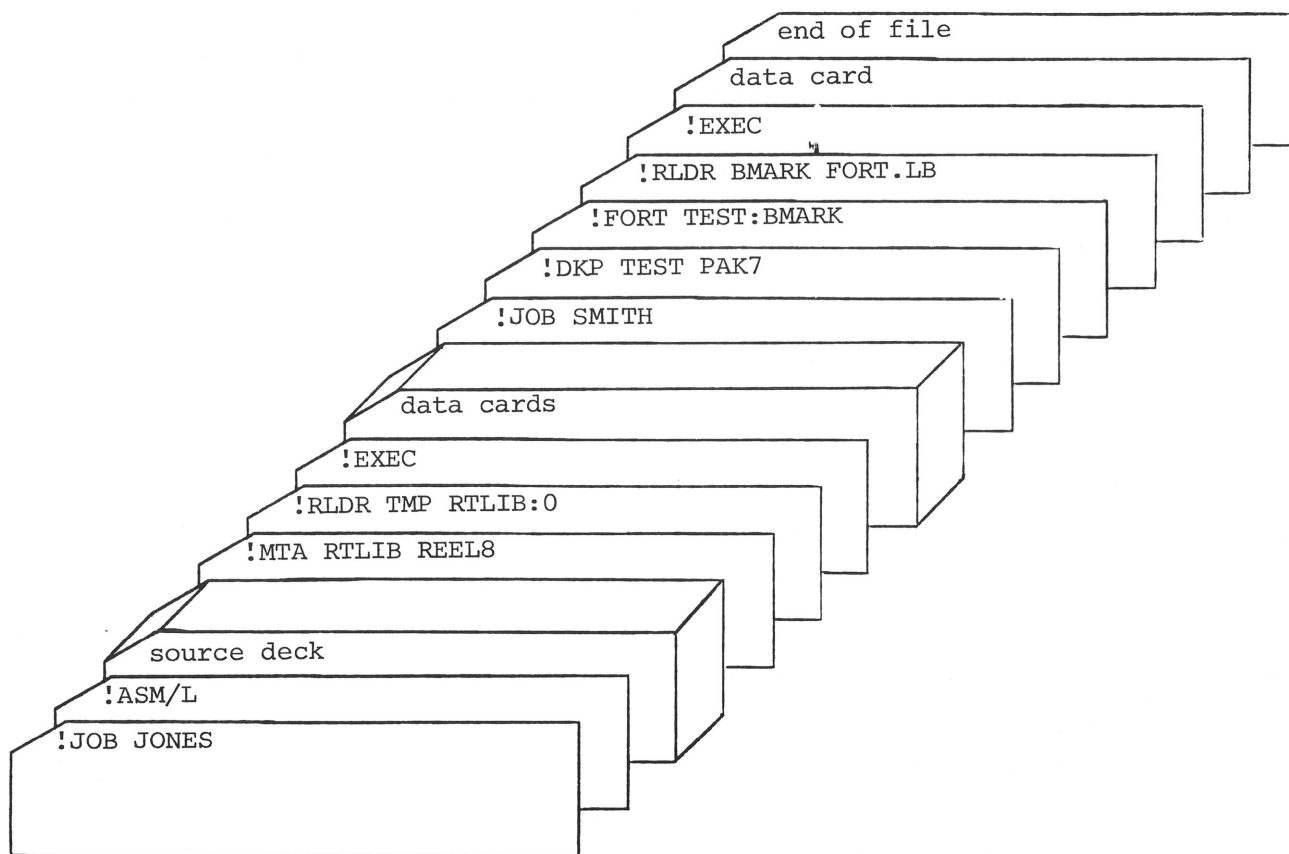 end of file
data card
!EXEC
!RLDR BMARK FORT.LB
!FORT TEST:BMARK
!DKP TEST PAK7
!JOB SMITH
data cards
!EXEC
!RLDR TMP RTLIB:0
!MTA RTLIB REEL8
source deck
!ASM/L
!JOB JONES